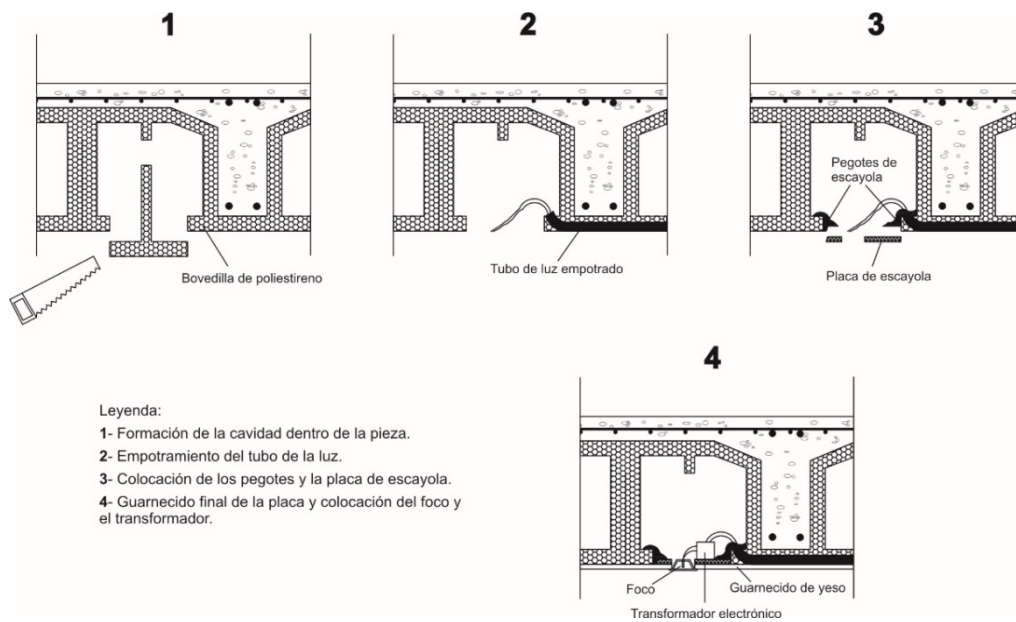 1
2
3
Bovedilla de poliestireno
Tubo de luz empotrado
Pegotes de
escayola
Placa de escayola
4
Leyenda:
1- Formación de la cavidad dentro de la pieza.
2- Empotramiento del tubo de la luz.
3- Colocación de los pegotes y la placa de escayola.
4- Guarnecido final de la placa y colocación del foco y
el transformador.
Foco
Guarnecido de yeso
Transformador electrónico